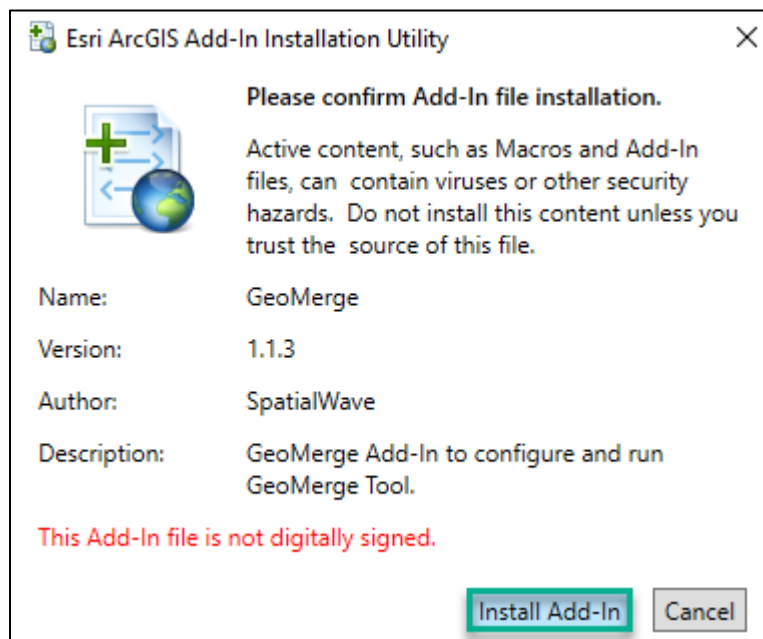 Esri ArcGIS Add-In Installation Utility
Please confirm Add-In file installation.
Active content, such as Macros and Add-In
files, can  contain viruses or other security
hazards.  Do not install this content unless you
trust the  source of this file.
Name: GeoMerge
Version: 1.1.3
Author: SpatialWave
Description: GeoMerge Add-In to configure and run
GeoMerge Tool.
This Add-In file is not digitally signed.
Install Add-In Cancel